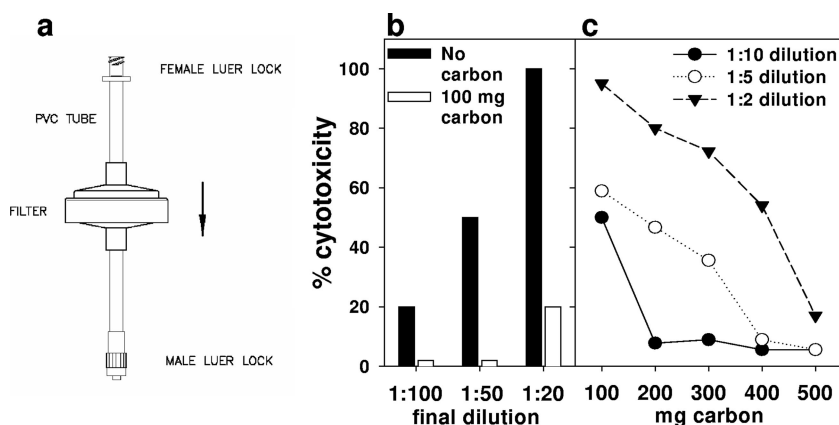 a
FEMALE LUER LOCK
PVC TUBE
FILTER
MALE LUER LOCK
b
No
carbon
100 mg
carbon
% cytotoxicity
100
80
60
40
20
0
1:100 1:50 1:20
final dilution
c
1:10 dilution
1:5 dilution
1:2 dilution
100 200 300 400 500
mg carbon